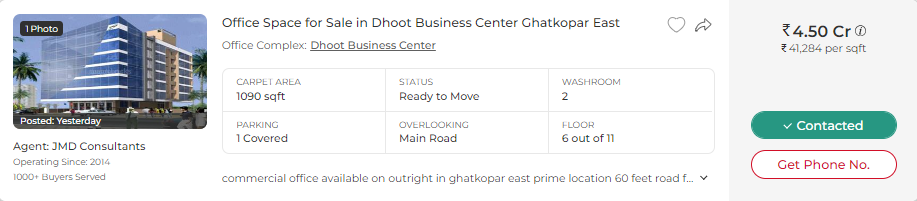 1 Photo
Posted: Yesterday
Agent: JMD Consultants
Operating Since: 2014
1000+ Buyers Served
Office Space for Sale in Dhoot Business Center Ghatkopar East
Office Complex: Dhoot Business Center
CARPET AREA STATUS WASHROOM
1090 sqft Ready to Move 2
PARKING OVERLOOKING FLOOR
1 Covered Main Road 6 out of 11
commercial office available on outright in ghatkopar east prime location 60 feet road f...
₹4.50 Cr
₹ 41,284 per sqft
Contacted
Get Phone No.